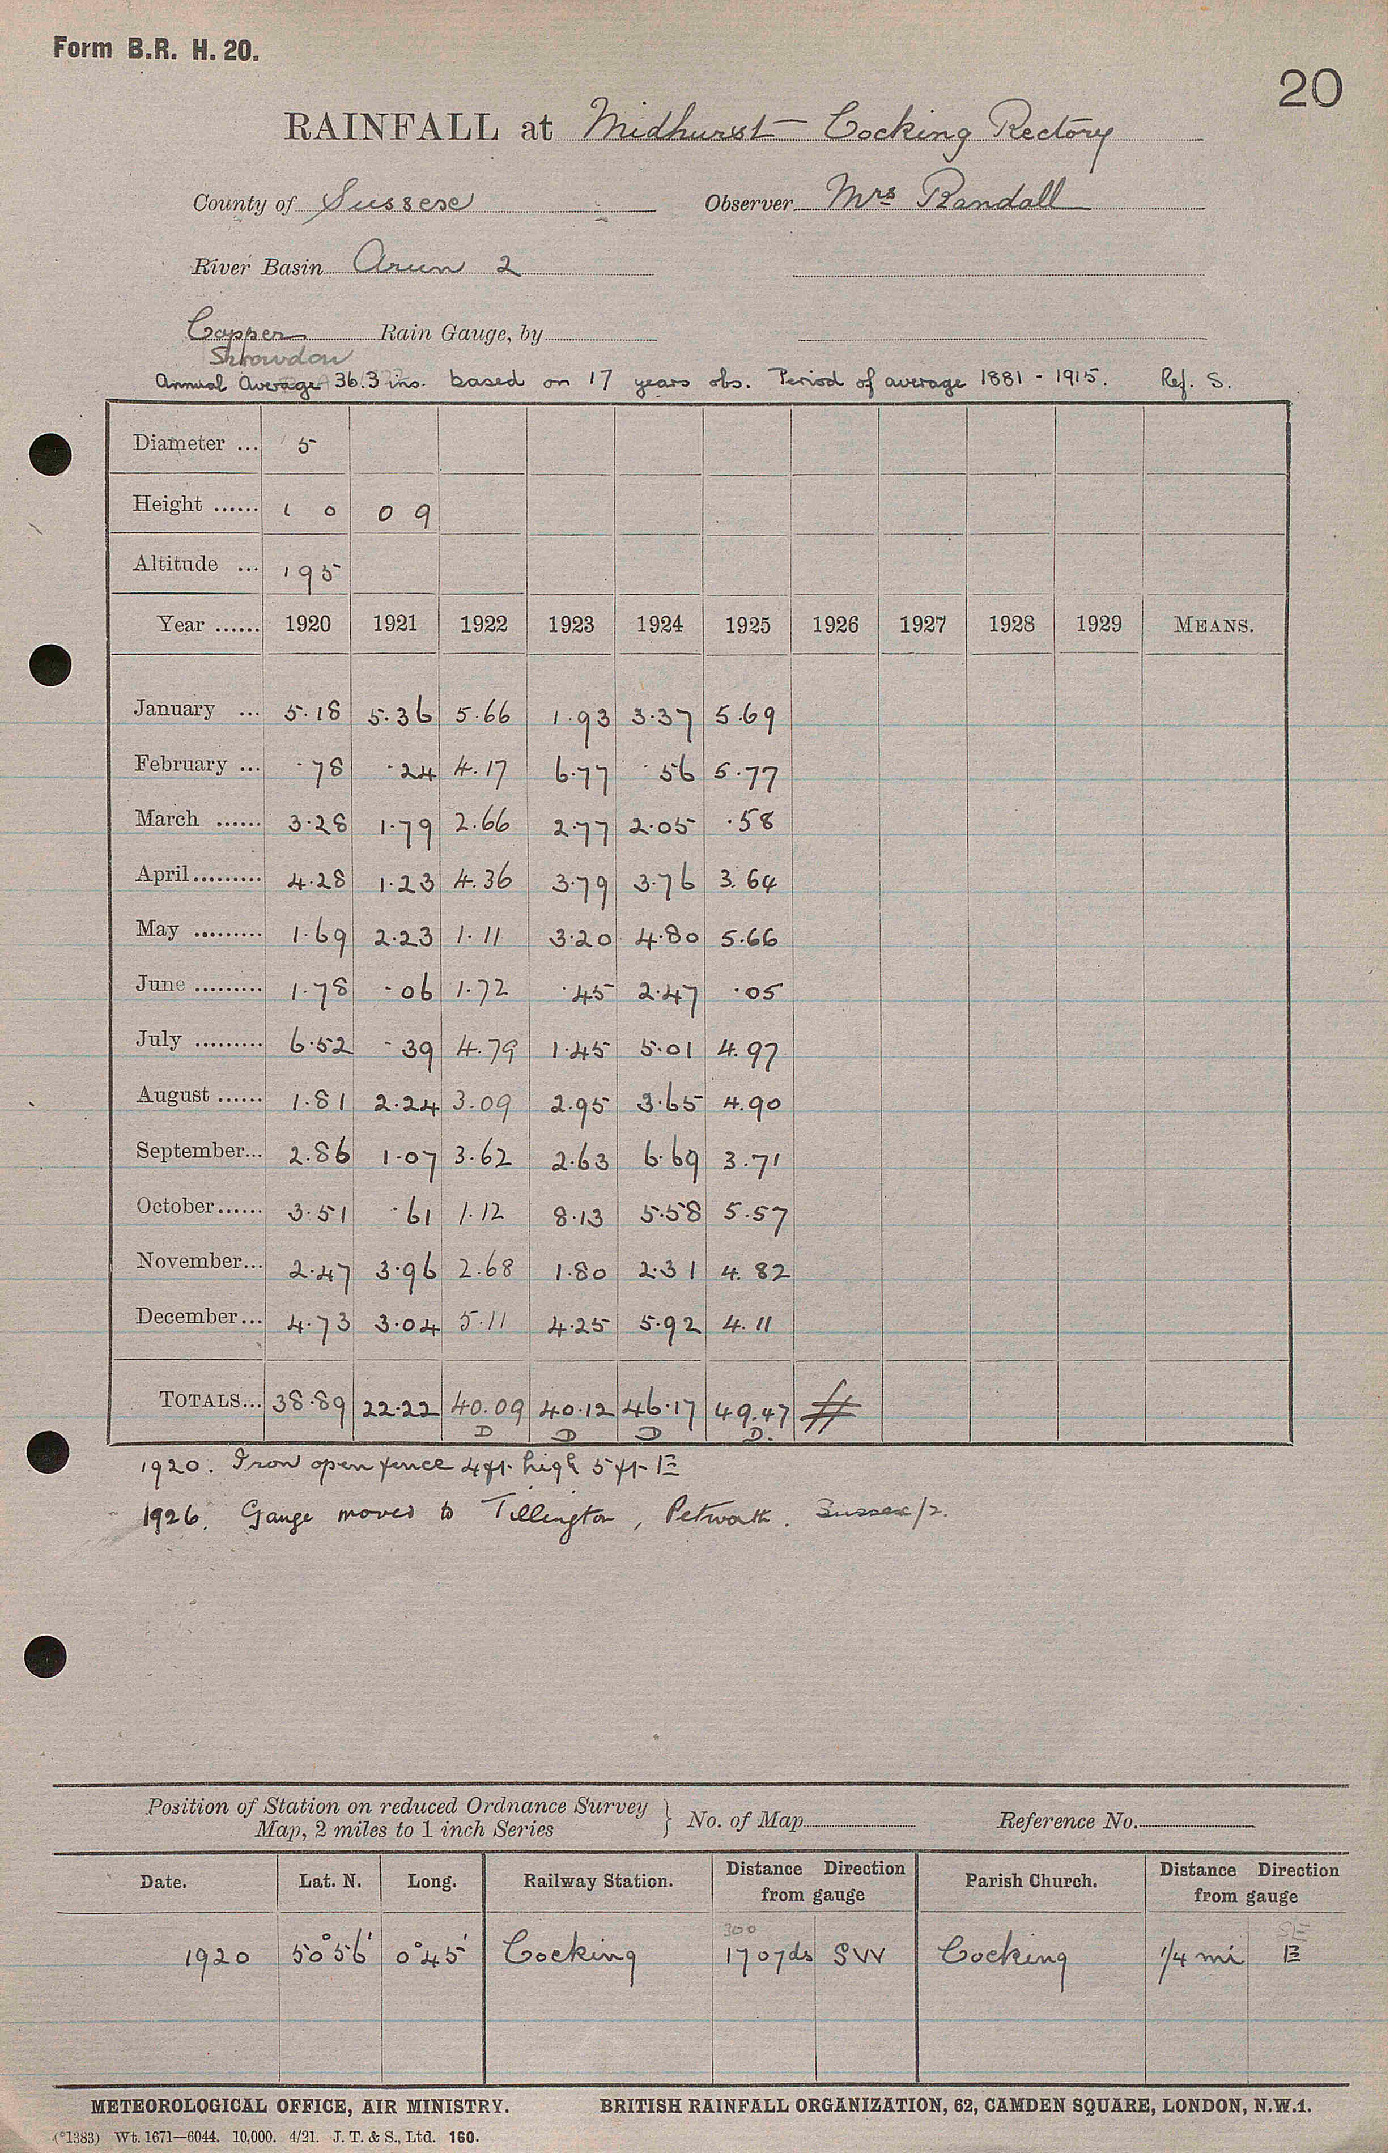 Form B.R. H. 20.
20
RAINFALL at Midhurst - Cocking Rectory
County of Sussex Observer Mrs Randall
River Basin Arun 2
Copper Rain Gauge, by
Snowdon
Annual Average 36.3 ins. based on 17 years obs. Period of average 1881 - 1915. Ref. S.
Diameter ... 5
Height ...... 1 0 0 9
Altitude ... 195
Year ...... 1920 1921 1922 1923 1924 1925 1926 1927 1928 1929 MEANS.
January ... 5.18 5.36 5.66 1.93 3.37 5.69
February ... .78 .24 4.17 6.77 .56 5.77
March ...... 3.28 1.79 2.66 2.77 2.05 .58
April ......... 4.28 1.23 4.36 3.79 3.76 3.64
May ......... 1.69 2.23 1.11 3.20 4.80 5.66
June ......... 1.78 .06 1.72 .45 2.47 .05
July ......... 6.52 .39 4.79 1.45 5.01 4.97
August ...... 1.81 2.24 3.09 2.95 3.65 4.90
September... 2.86 1.07 3.62 2.63 6.69 3.71
October ...... 3.51 .61 1.12 8.13 5.58 5.57
November... 2.47 3.96 2.68 1.80 2.31 4.82
December... 4.73 3.04 5.11 4.25 5.92 4.11
TOTALS... 38.89 22.22 40.09 40.12 46.17 49.47
D D D D.
1920. Iron open fence 4ft. high 5 ft. E
1926. Gauge moved to Tillington, Petworth. Sussex/2.
Position of Station on reduced Ordnance Survey
Map, 2 miles to 1 inch Series } No. of Map Reference No.
Date. Lat. N. Long. Railway Station. Distance Direction from gauge Parish Church. Distance Direction from gauge
300 SE
1920 50°56' 0°45' Cocking 170yds SW Cocking 1/4 mi E
METEOROLOGICAL OFFICE, AIR MINISTRY. BRITISH RAINFALL ORGANIZATION, 62, CAMDEN SQUARE, LONDON, N.W.1.
(*1383) Wt. 1671—6044. 10,000. 4/21. J. T. & S., Ltd. 160.